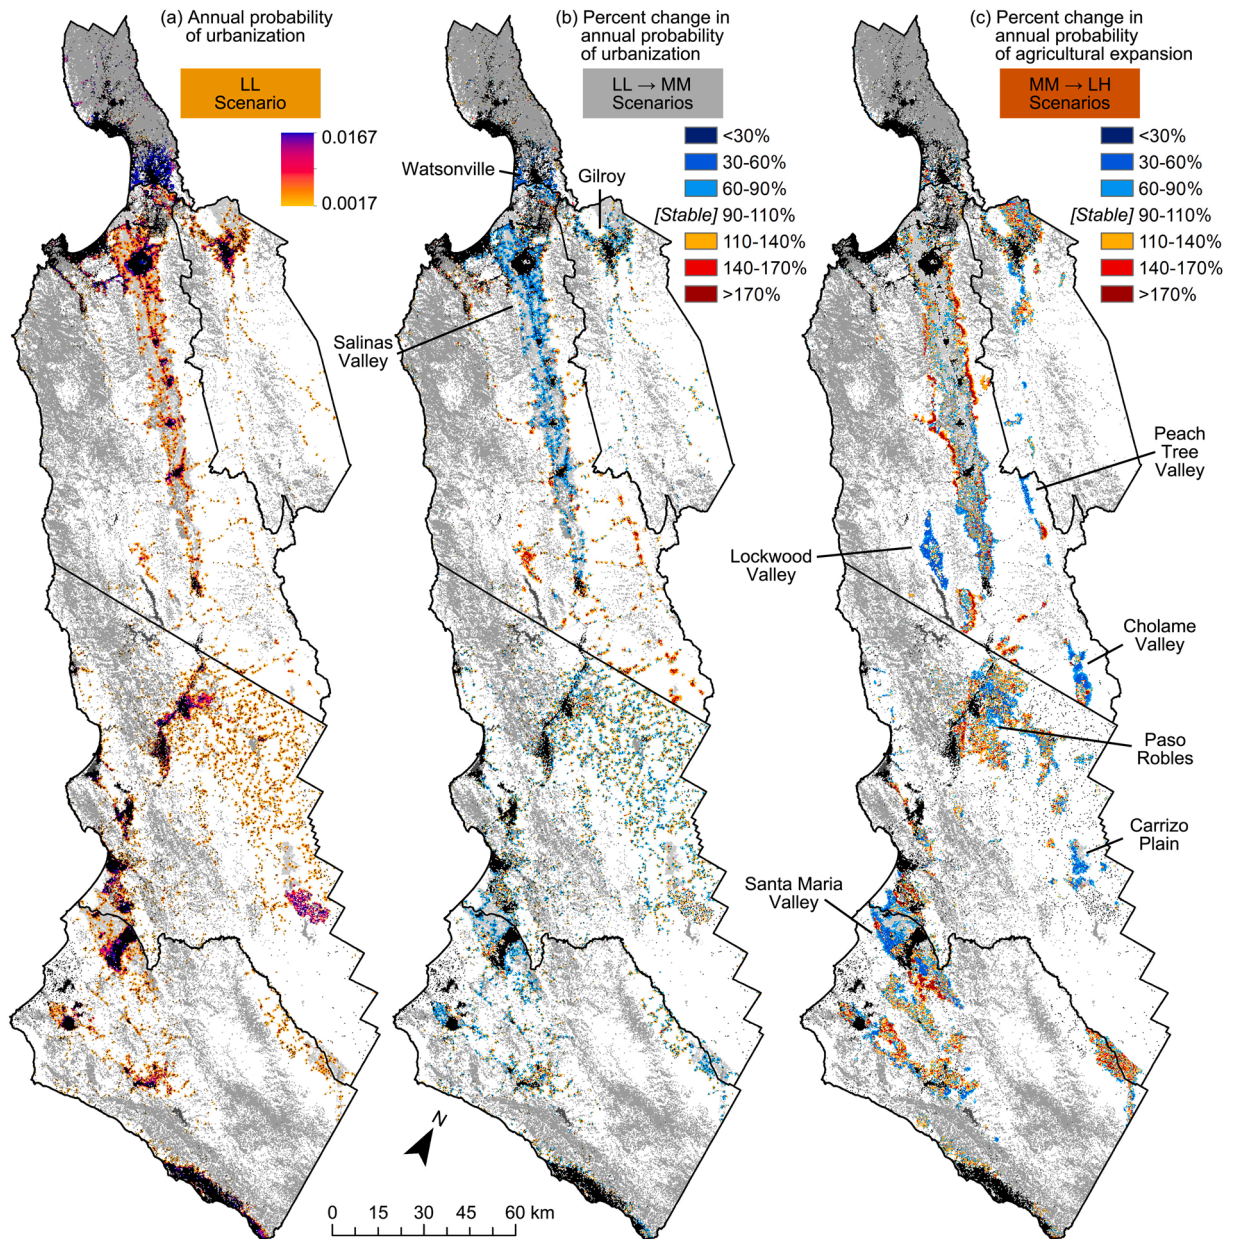 (a) Annual probability
of urbanization
LL
Scenario
0.0167
0.0017
(b) Percent change in
annual probability
of urbanization
LL → MM
Scenarios
<30%
30-60%
60-90%
[Stable] 90-110%
110-140%
140-170%
>170%
Watsonville
Gilroy
Salinas
Valley
(c) Percent change in
annual probability
of agricultural expansion
MM → LH
Scenarios
<30%
30-60%
60-90%
[Stable] 90-110%
110-140%
140-170%
>170%
Peach
Tree
Valley
Lockwood
Valley
Cholame
Valley
Paso
Robles
Carrizo
Plain
Santa Maria
Valley
N
0 15 30 45 60 km